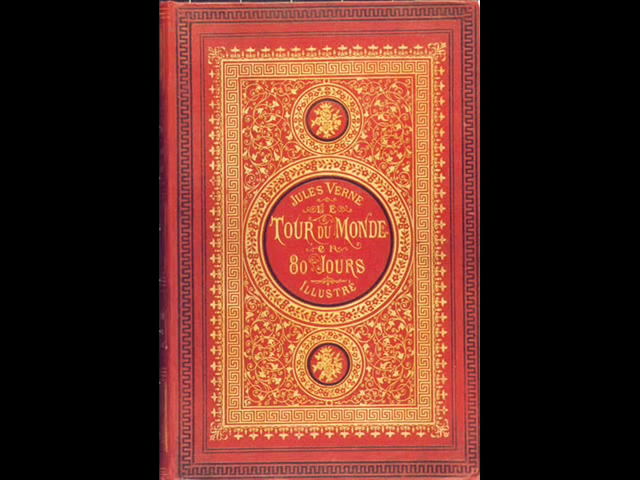 JULES VERNE
LE
TOUR DU MONDE
en
80 JOURS
ILLUSTRÉ